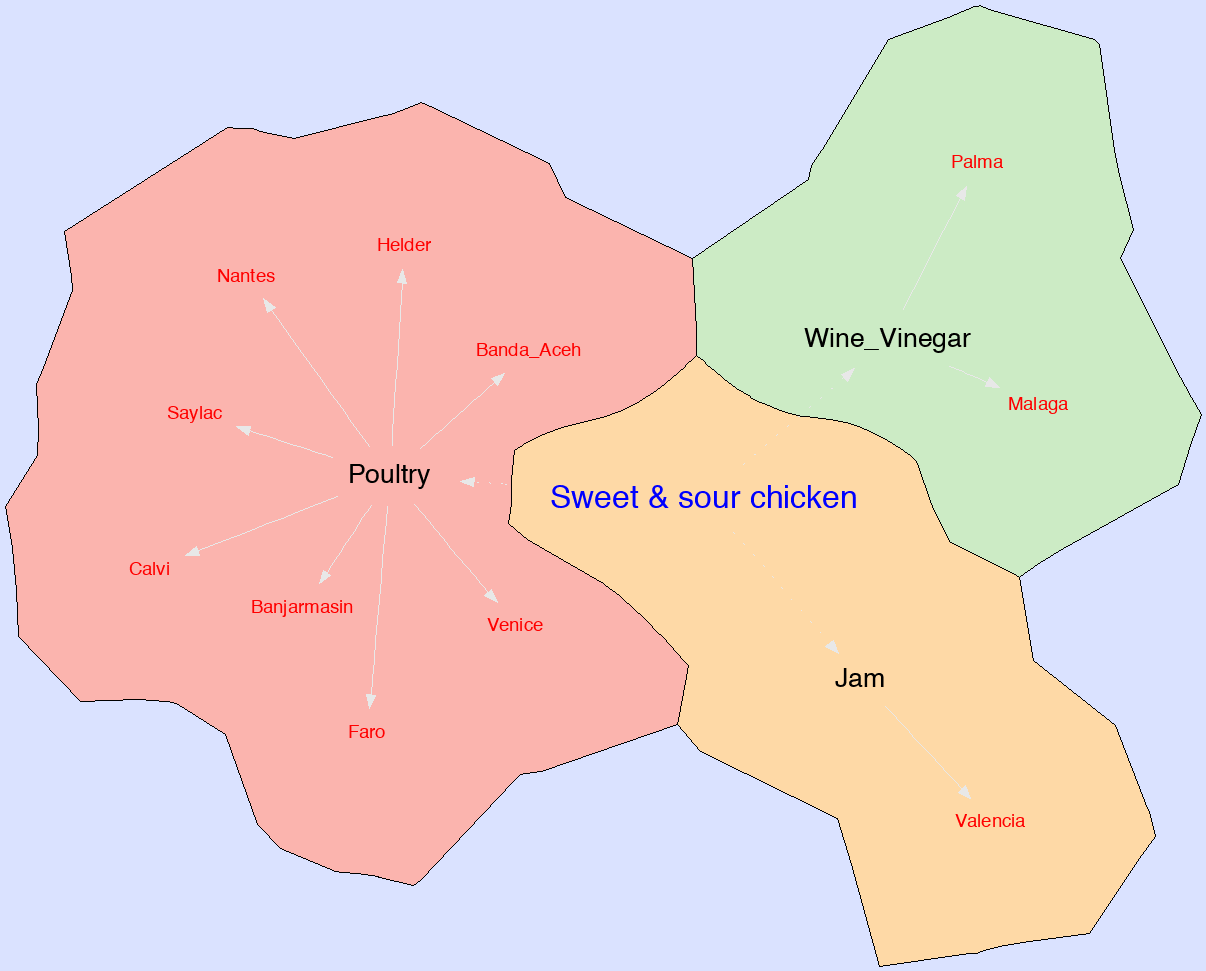 Palma
Helder
Nantes
Wine_Vinegar
Banda_Aceh
Malaga
Saylac
Poultry
Sweet & sour chicken
Calvi
Banjarmasin
Venice
Jam
Faro
Valencia